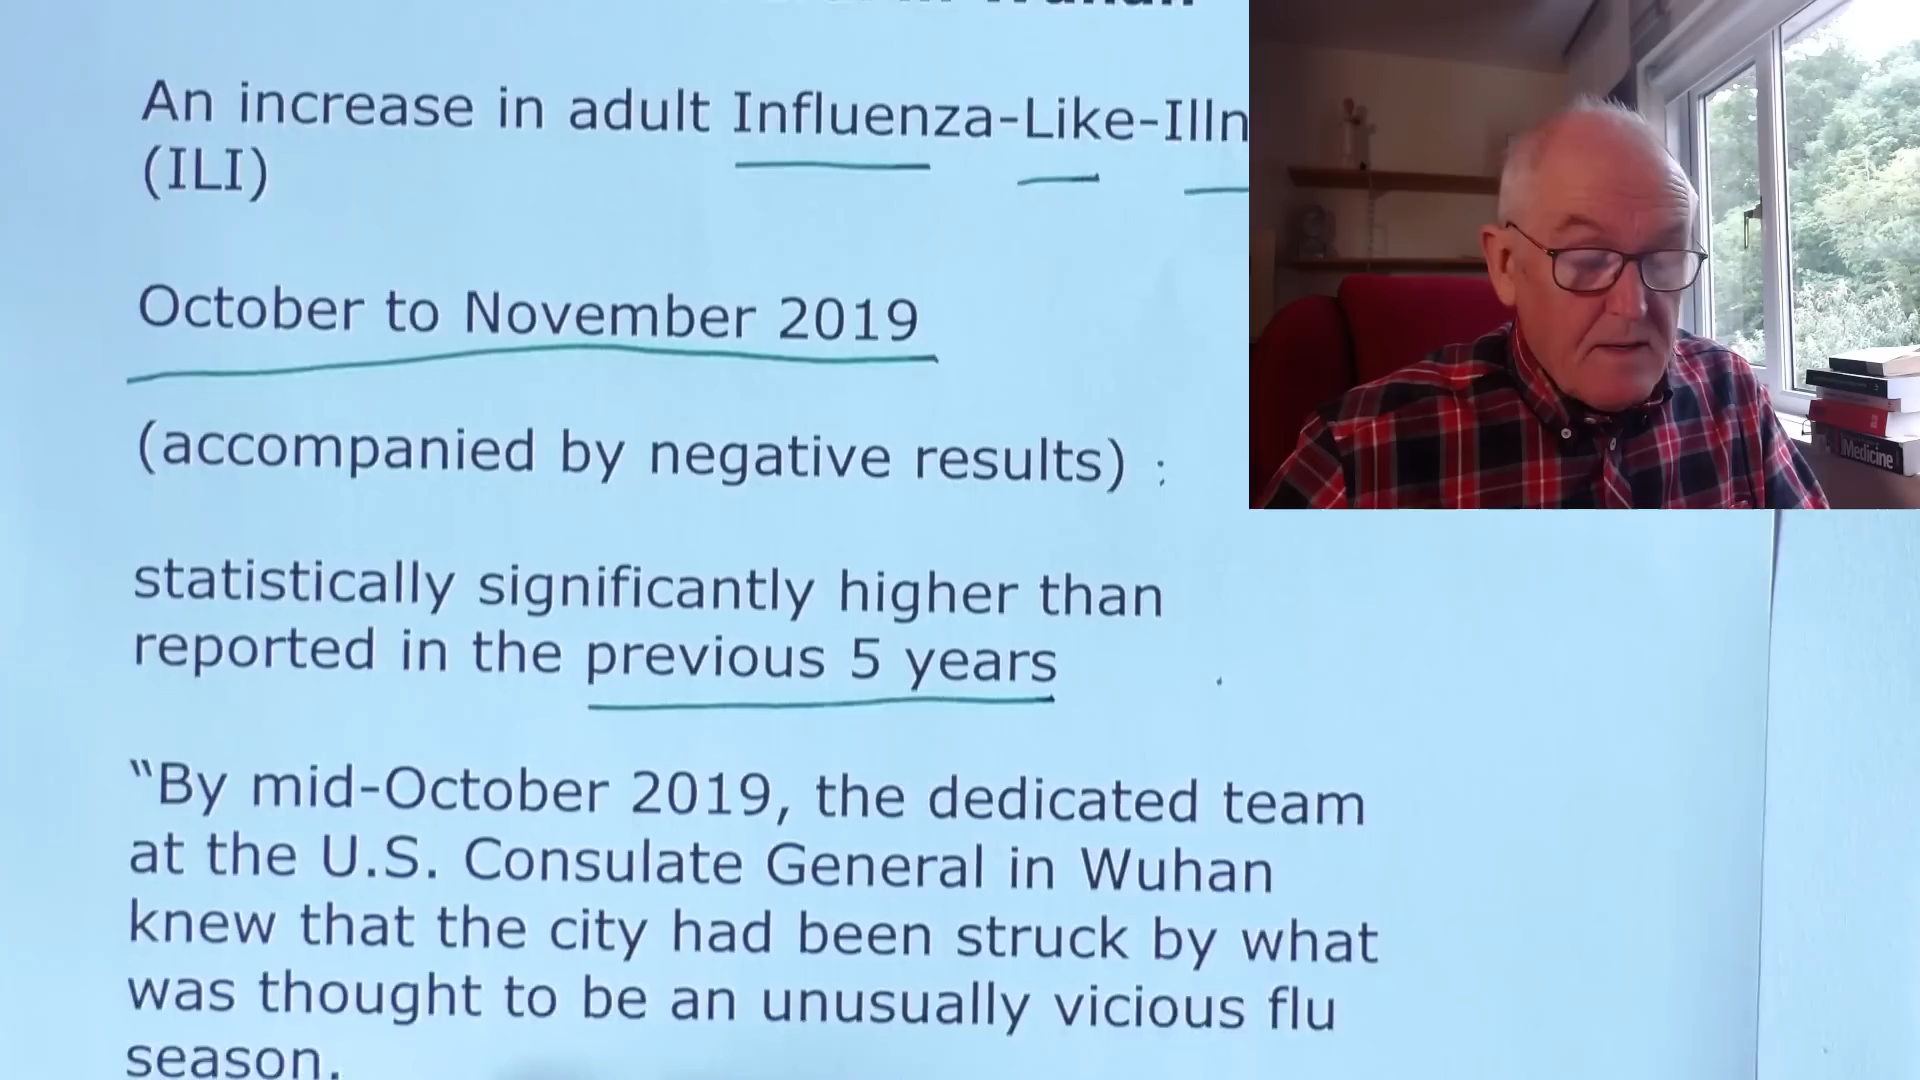 An increase in adult Influenza-Like-Illn
(ILI)
October to November 2019
(accompanied by negative results) :
statistically significantly higher than
reported in the previous 5 years
“By mid-October 2019, the dedicated team
at the U.S. Consulate General in Wuhan
knew that the city had been struck by what
was thought to be an unusually vicious flu
season.
Medicine